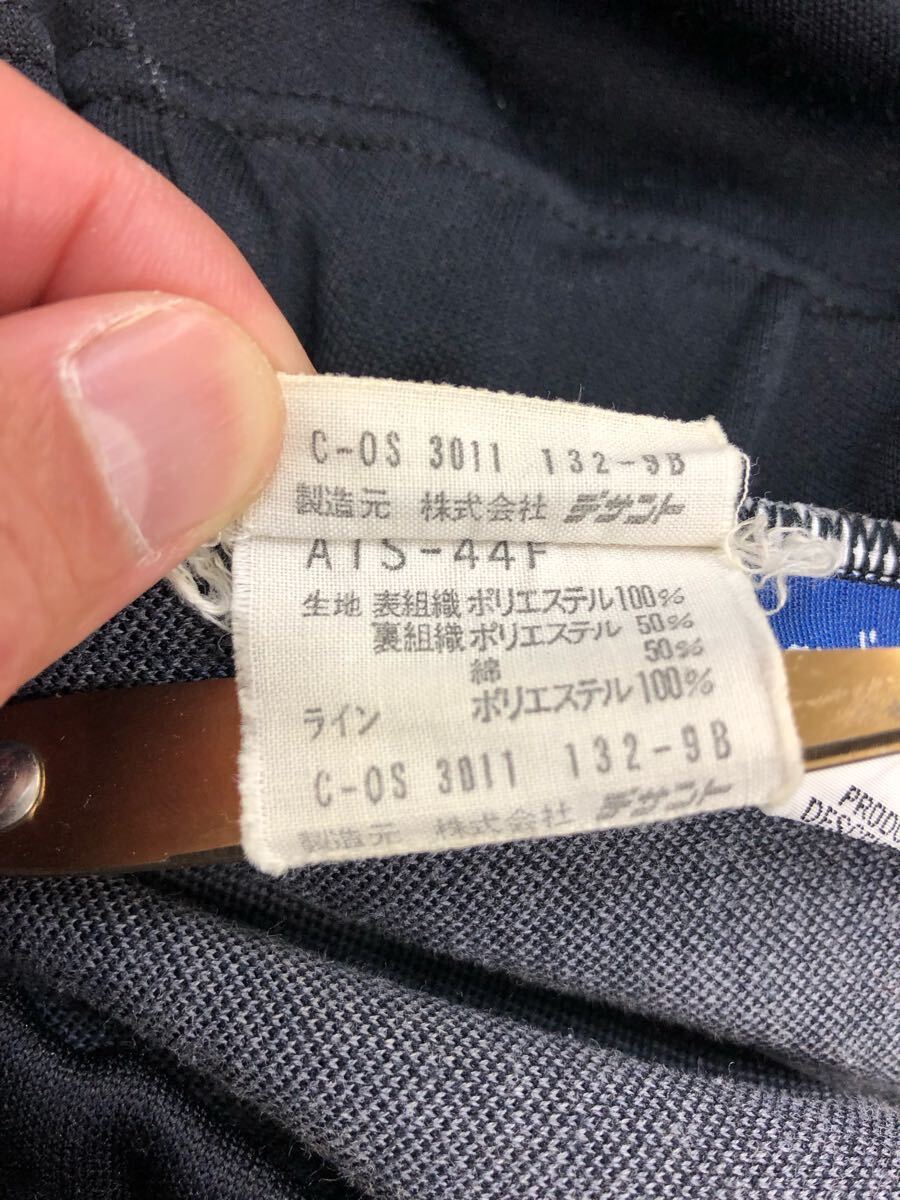 C-OS 3011 132-9B
製造元 株式会社 デサント
ATS-44F
生地 表組織 ポリエステル100%
裏組織 ポリエステル 50%
綿 50%
ライン ポリエステル100%
C-OS 3011 132-9B
製造元 株式会社 デサント